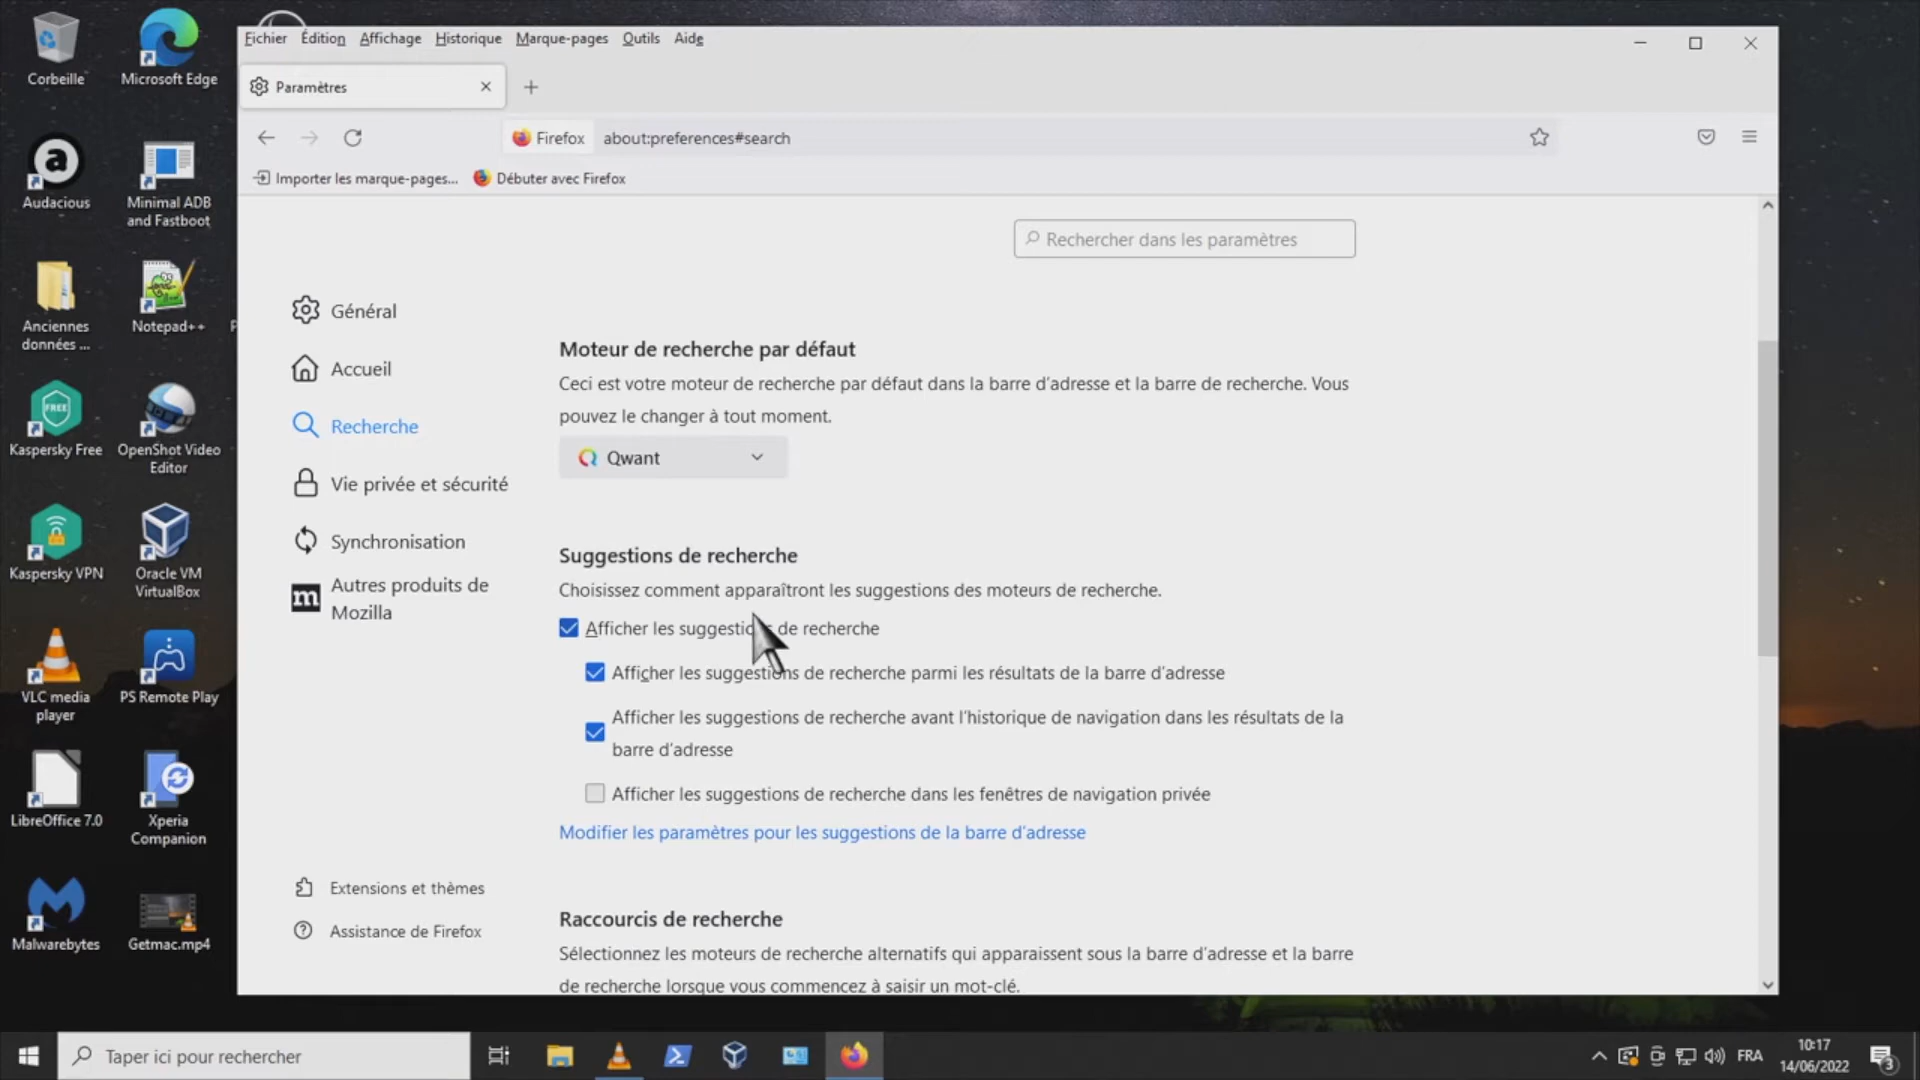 Corbeille
Microsoft Edge
Audacious
Minimal ADB
and Fastboot
Anciennes
données ...
Notepad++
Kaspersky Free
FREE
OpenShot Video
Editor
Kaspersky VPN
Oracle VM
VirtualBox
VLC media
player
PS Remote Play
LibreOffice 7.0
Xperia
Companion
Malwarebytes
Getmac.mp4
Fichier Édition Affichage Historique Marque-pages Outils Aide
Paramètres
Firefox about:preferences#search
Importer les marque-pages... Débuter avec Firefox
Rechercher dans les paramètres
Général
Accueil
Recherche
Vie privée et sécurité
Synchronisation
m
Autres produits de
Mozilla
Extensions et thèmes
Assistance de Firefox
Moteur de recherche par défaut
Ceci est votre moteur de recherche par défaut dans la barre d'adresse et la barre de recherche. Vous
pouvez le changer à tout moment.
Qwant
Suggestions de recherche
Choisissez comment apparaîtront les suggestions des moteurs de recherche.
Afficher les suggestions de recherche
Afficher les suggestions de recherche parmi les résultats de la barre d'adresse
Afficher les suggestions de recherche avant l'historique de navigation dans les résultats de la
barre d'adresse
Afficher les suggestions de recherche dans les fenêtres de navigation privée
Modifier les paramètres pour les suggestions de la barre d'adresse
Raccourcis de recherche
Sélectionnez les moteurs de recherche alternatifs qui apparaissent sous la barre d'adresse et la barre
de recherche lorsque vous commencez à saisir un mot-clé.
Taper ici pour rechercher
FRA
10:17
14/06/2022
3